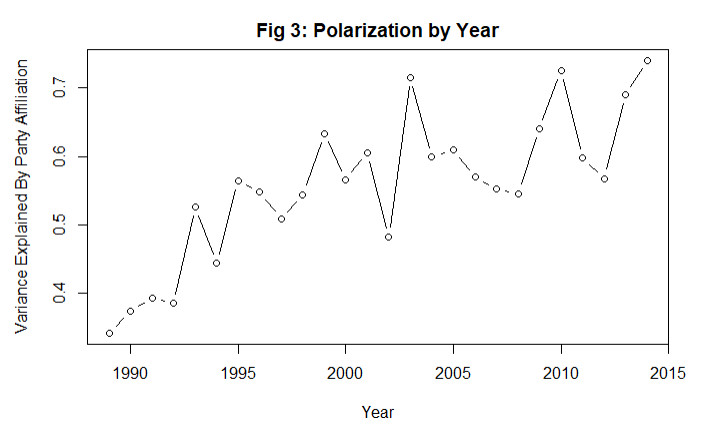 Fig 3: Polarization by Year
Variance Explained By Party Affiliation
0.7
0.6
0.5
0.4
1990 1995 2000 2005 2010 2015
Year